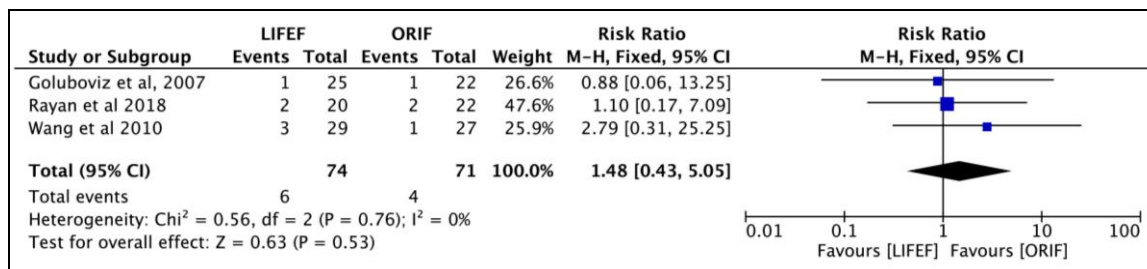 LIFEF ORIF Risk Ratio Risk Ratio
Study or Subgroup Events Total Events Total Weight M-H, Fixed, 95% CI M-H, Fixed, 95% CI
Goluboviz et al, 2007 1 25 1 22 26.6% 0.88 [0.06, 13.25]
Rayan et al 2018 2 20 2 22 47.6% 1.10 [0.17, 7.09]
Wang et al 2010 3 29 1 27 25.9% 2.79 [0.31, 25.25]
Total (95% CI) 74 71 100.0% 1.48 [0.43, 5.05]
Total events 6 4
Heterogeneity: Chi² = 0.56, df = 2 (P = 0.76); I² = 0%
Test for overall effect: Z = 0.63 (P = 0.53)
0.01 0.1 1 10 100
Favours [LIFEF] Favours [ORIF]